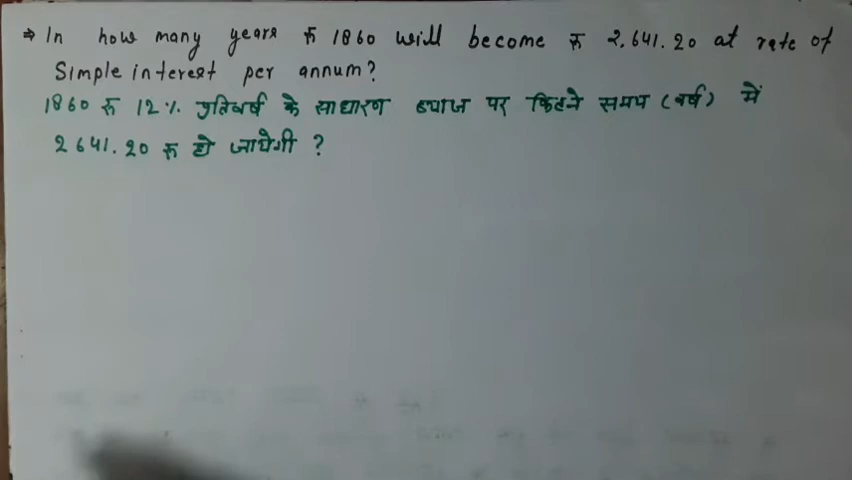 ⇒ In how many years रु 1860 will become रु 2,641.20 at rate of
Simple interest per annum?
1860 रु 12% प्रतिवर्ष के साधारण ब्याज पर कितने समय (वर्ष) में
2641.20 रु हो जायेगी ?